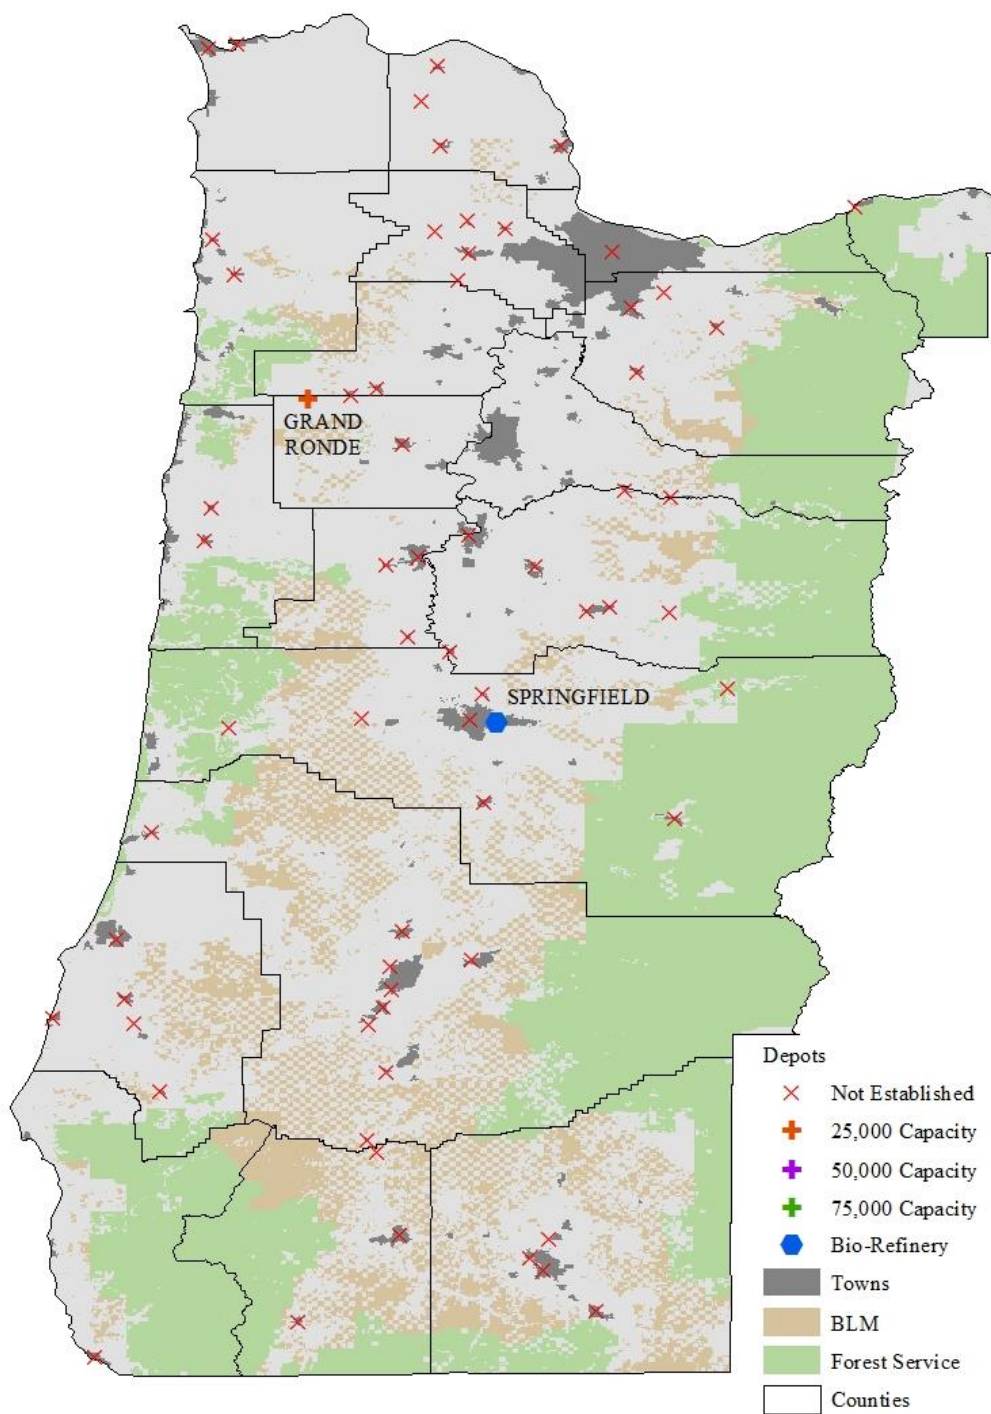 GRAND
RONDE
SPRINGFIELD
Depots
Not Established
25,000 Capacity
50,000 Capacity
75,000 Capacity
Bio-Refinery
Towns
BLM
Forest Service
Counties